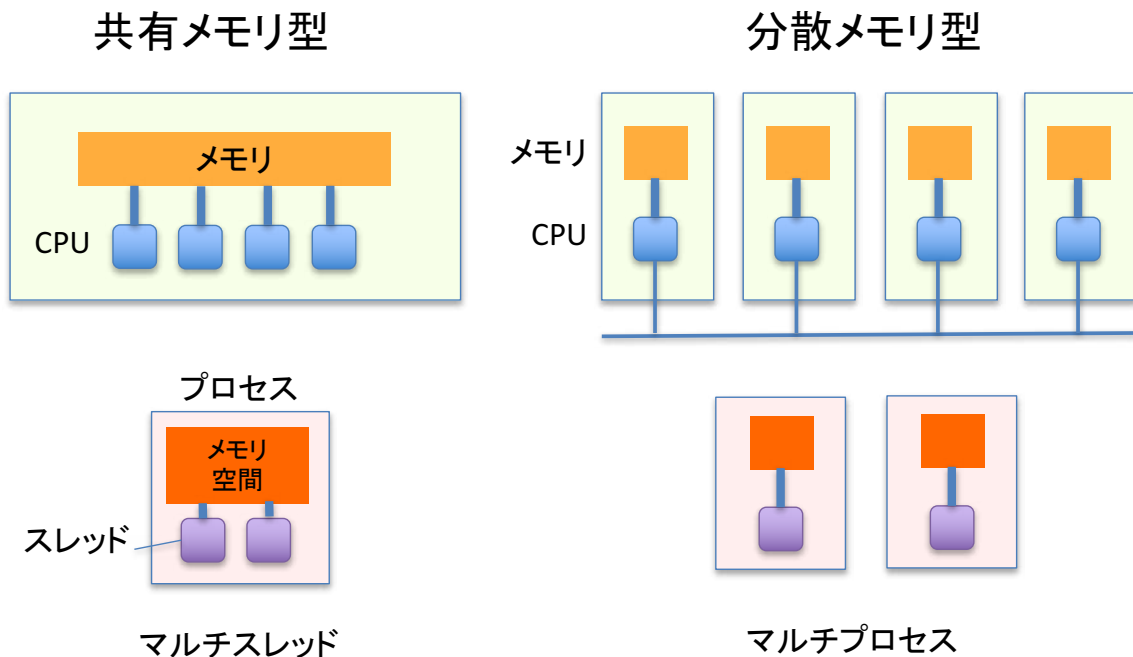 共有メモリ型
分散メモリ型
メモリ
CPU
メモリ
CPU
プロセス
メモリ
空間
スレッド
マルチスレッド
マルチプロセス